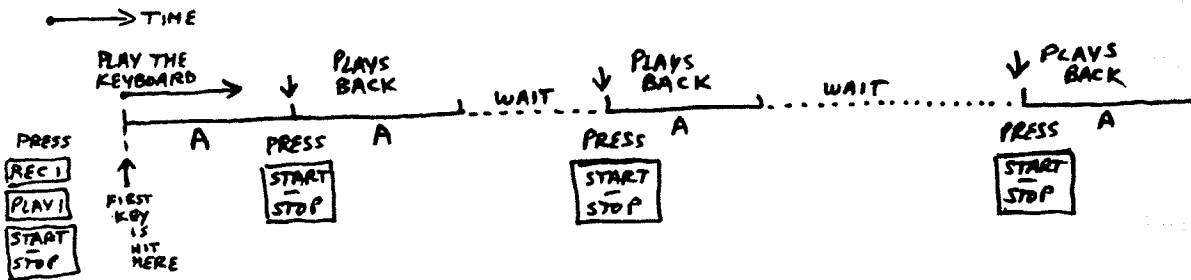 TIME
PLAY THE
KEYBOARD
PLAYS
BACK
WAIT
PLAYS
BACK
WAIT
PLAYS
BACK
A
A
A
A
PRESS
REC 1
PLAY 1
START
STOP
FIRST
KEY
IS
HIT
HERE
PRESS
START
STOP
PRESS
START
STOP
PRESS
START
STOP